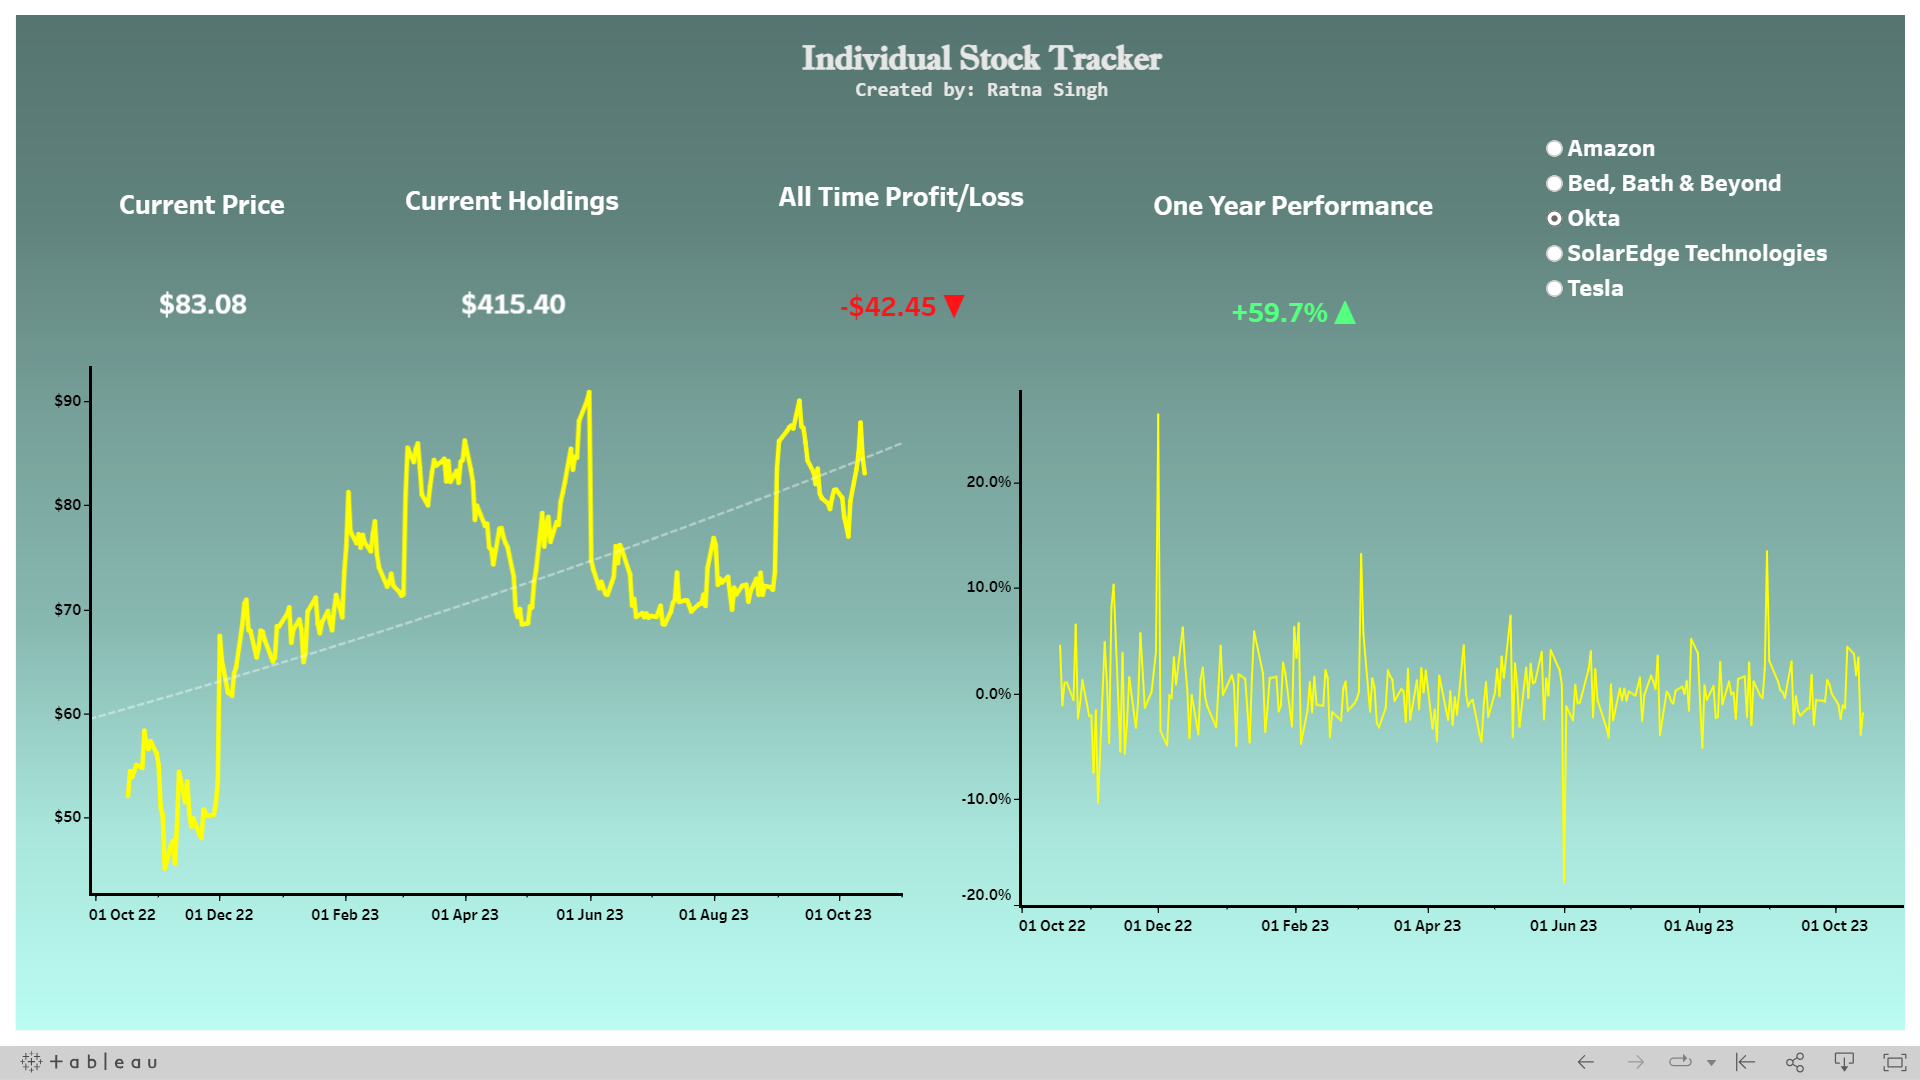 Individual Stock Tracker
Created by: Ratna Singh
Current Price
Current Holdings
All Time Profit/Loss
One Year Performance
$83.08
$415.40
-$42.45 ▼
+59.7% ▲
Amazon
Bed, Bath & Beyond
Okta
SolarEdge Technologies
Tesla
$90
$80
$70
$60
$50
01 Oct 22
01 Dec 22
01 Feb 23
01 Apr 23
01 Jun 23
01 Aug 23
01 Oct 23
20.0%
10.0%
0.0%
-10.0%
-20.0%
01 Oct 22
01 Dec 22
01 Feb 23
01 Apr 23
01 Jun 23
01 Aug 23
01 Oct 23
+ableau